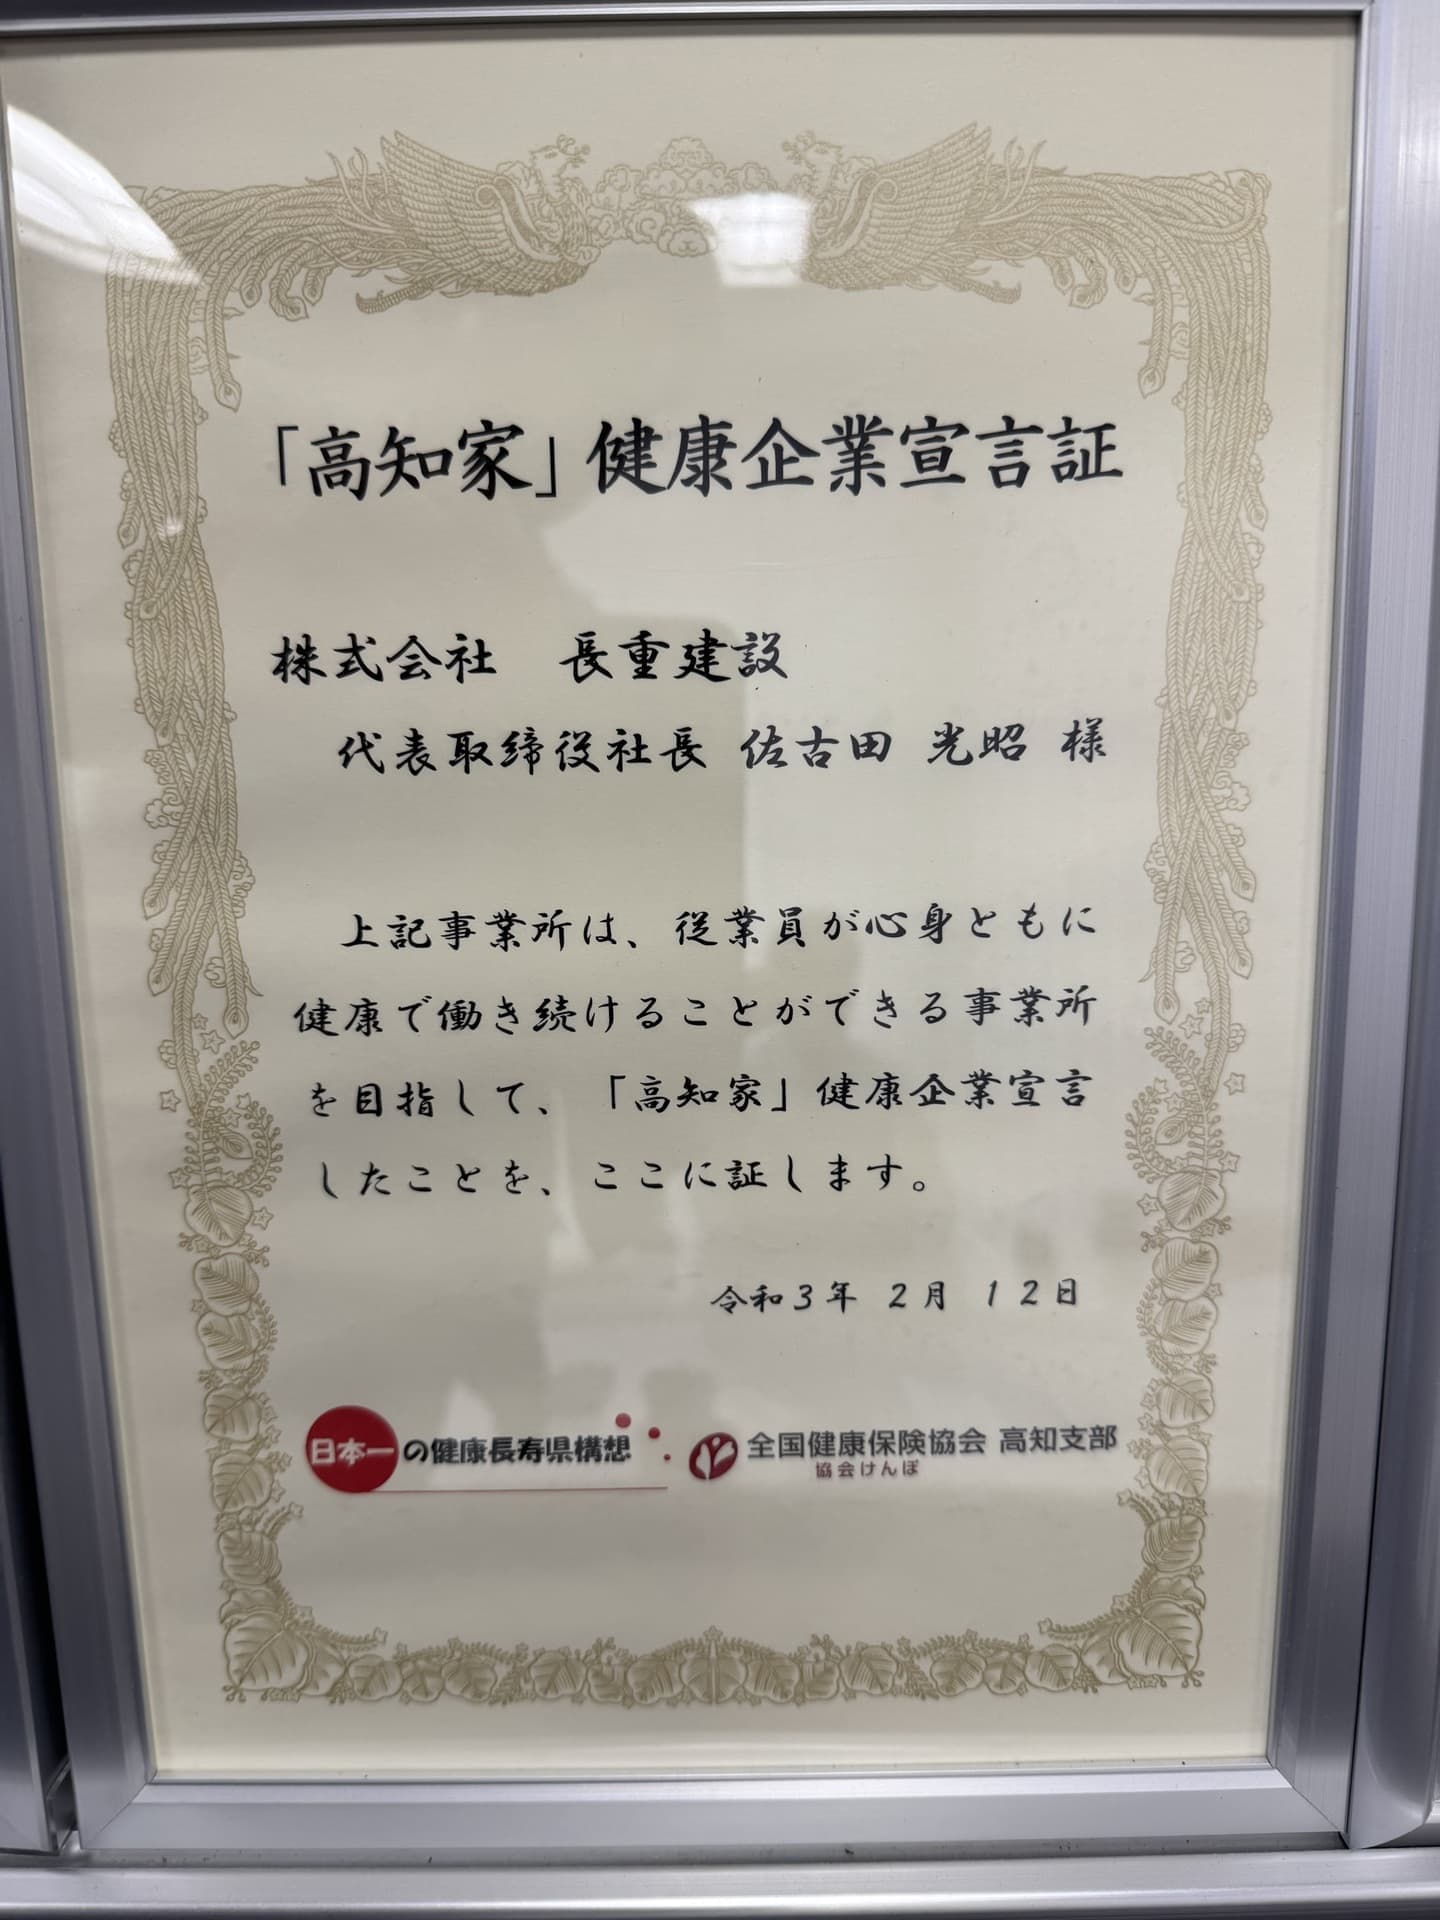 「高知家」健康企業宣言証
株式会社　長重建設
代表取締役社長 佐古田 光昭 様
上記事業所は、従業員が心身ともに
健康で働き続けることができる事業所
を目指して、「高知家」健康企業宣言
したことを、ここに証します。
令和3年 2月 12日
日本一の健康長寿県構想
全国健康保険協会 高知支部
協会けんぽ